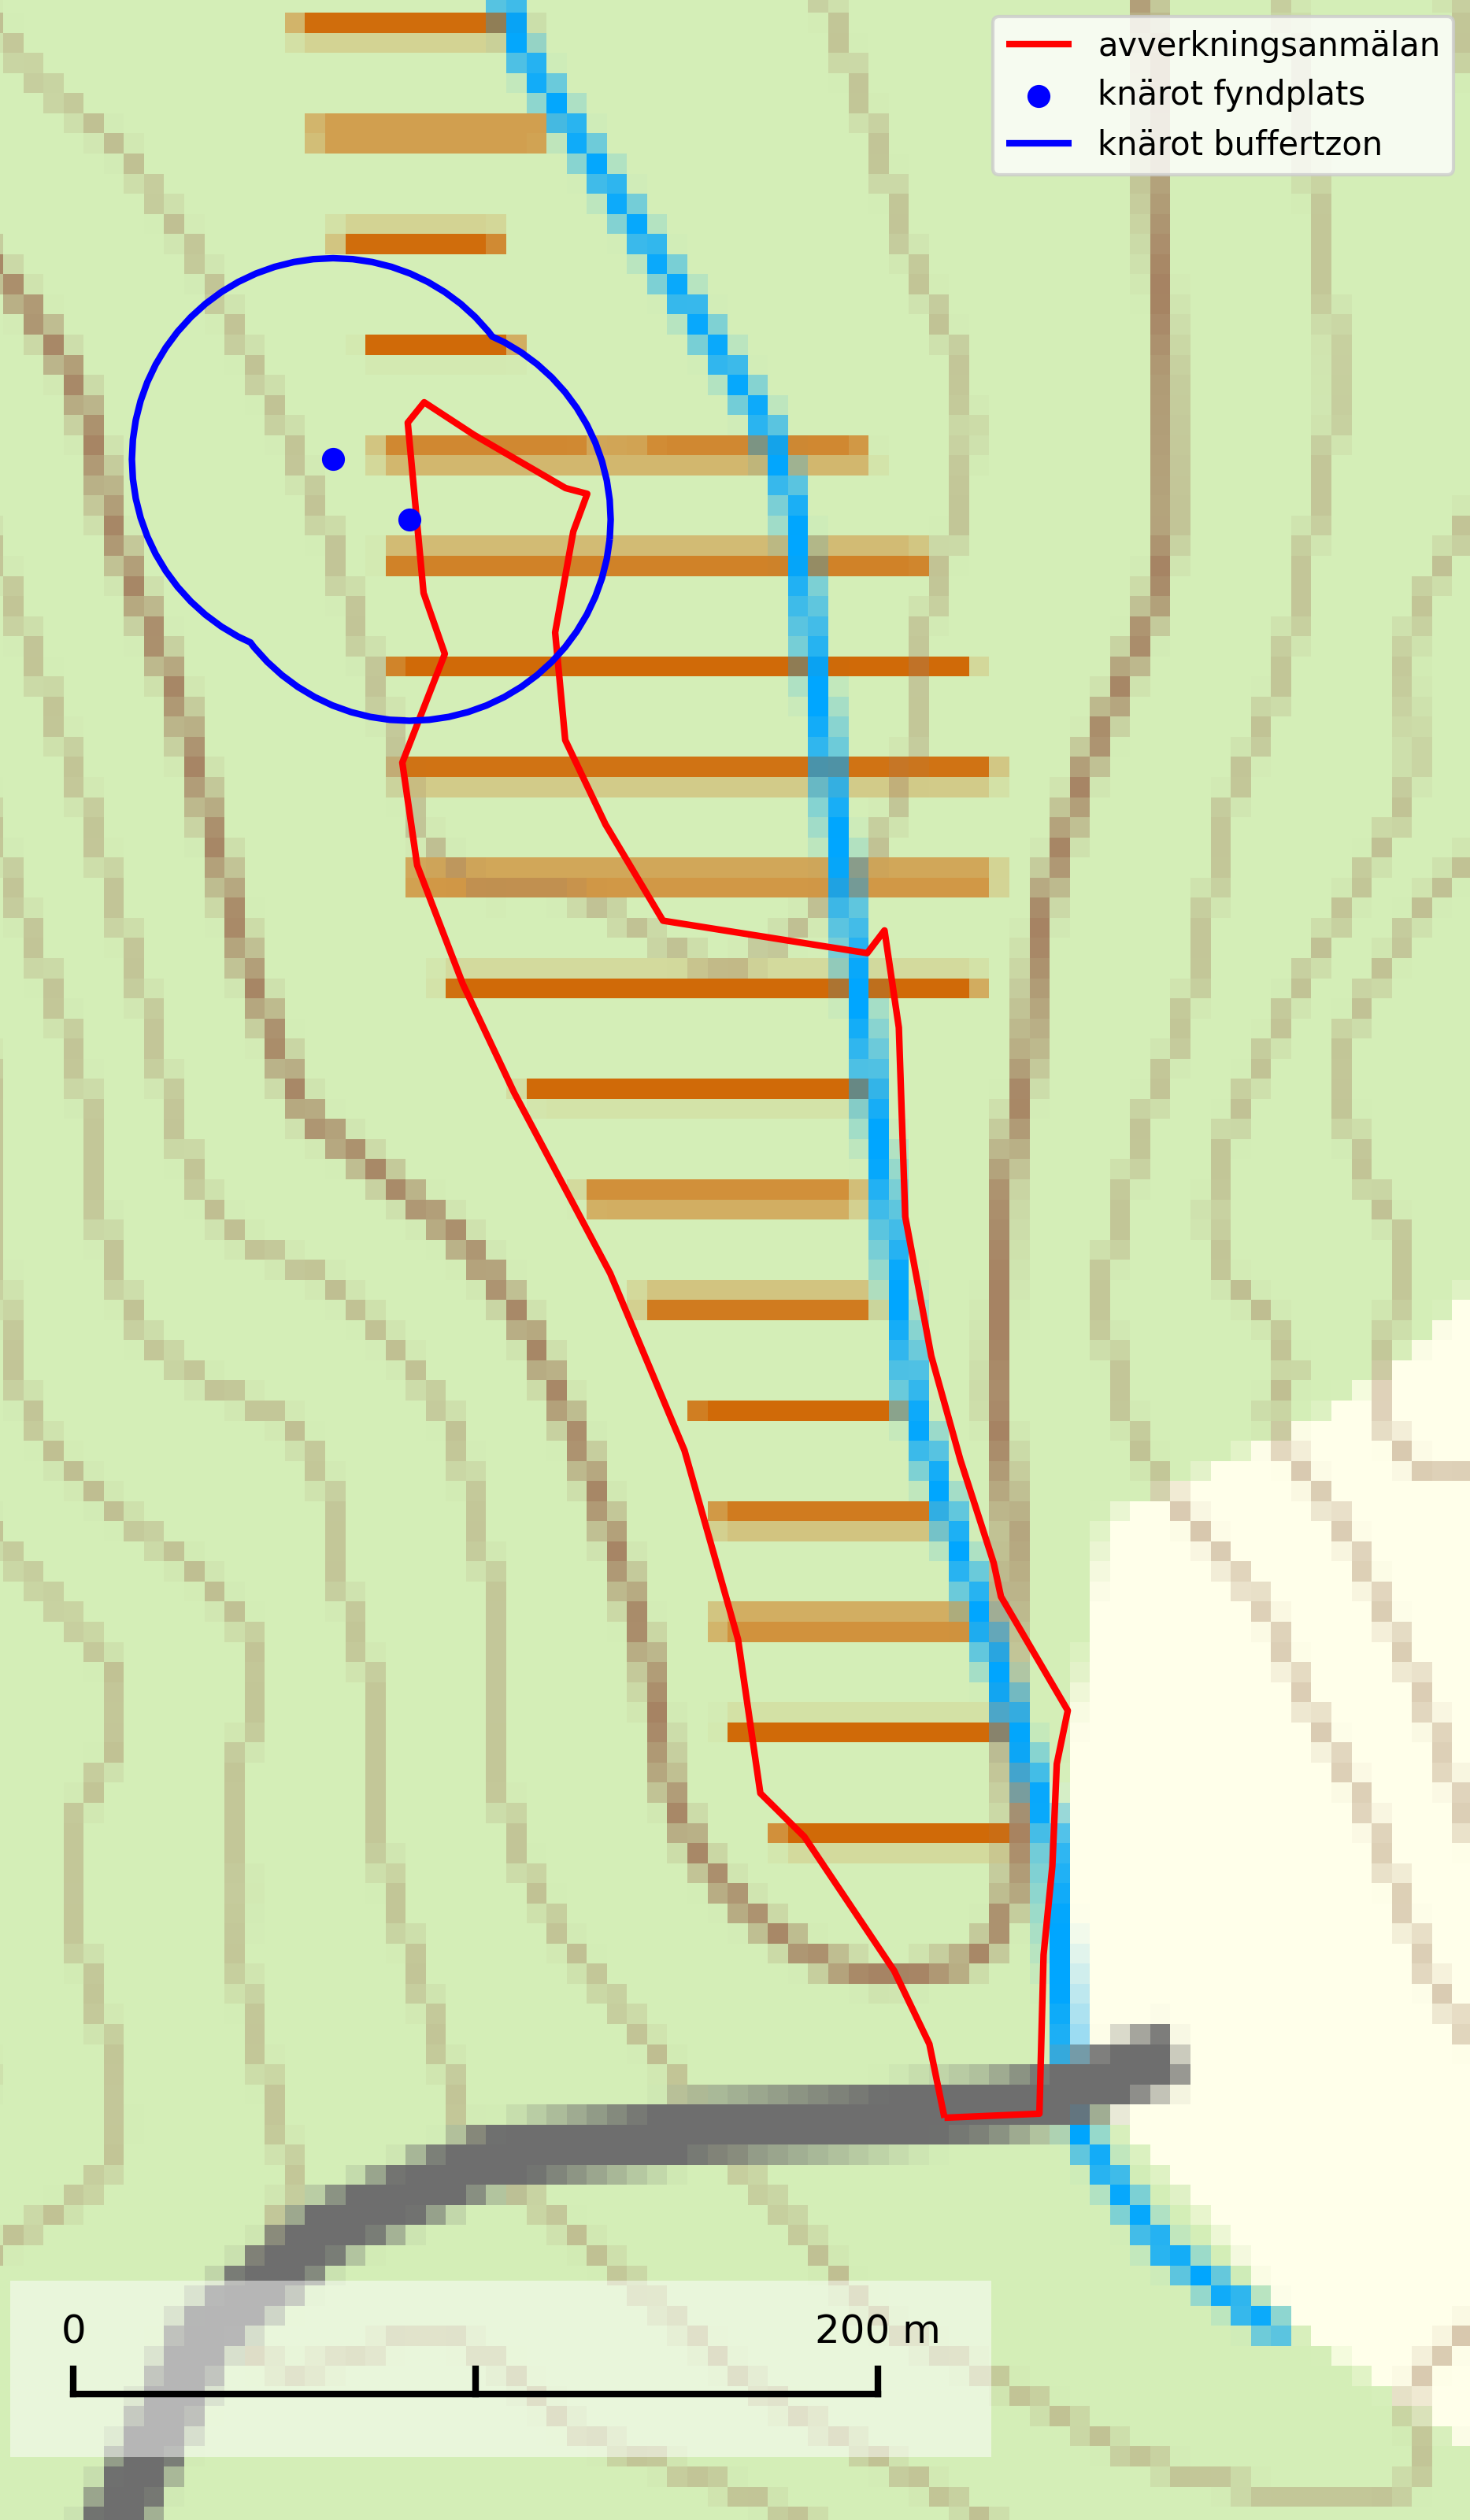 avverkningsanmälan
knärot fyndplats
knärot buffertzon
0
200 m